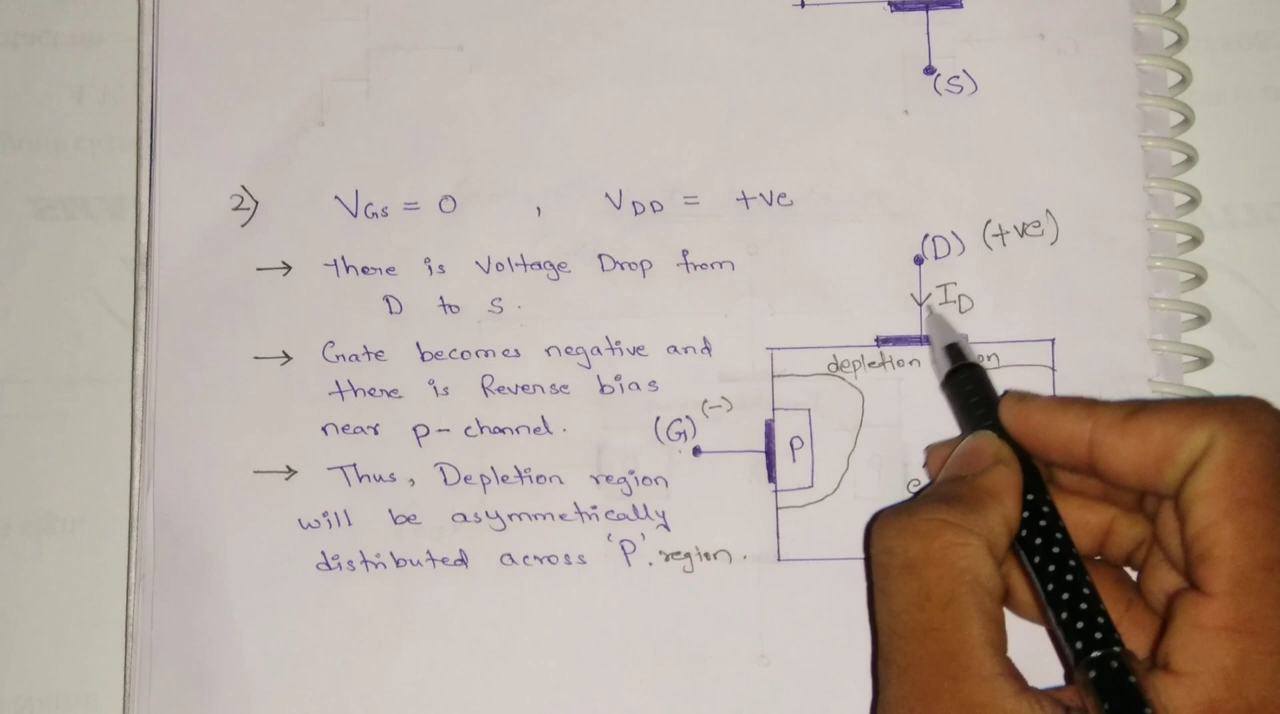 (S)
2) VGS = 0 , VDD = +ve
→ there is Voltage Drop from
D to S.
→ Gate becomes negative and
there is Reverse bias
near p-channel.
→ Thus, Depletion region
will be asymmetrically
distributed across 'P'. region.
(D) (+ve)
ID
depletion
(G) (-)
P